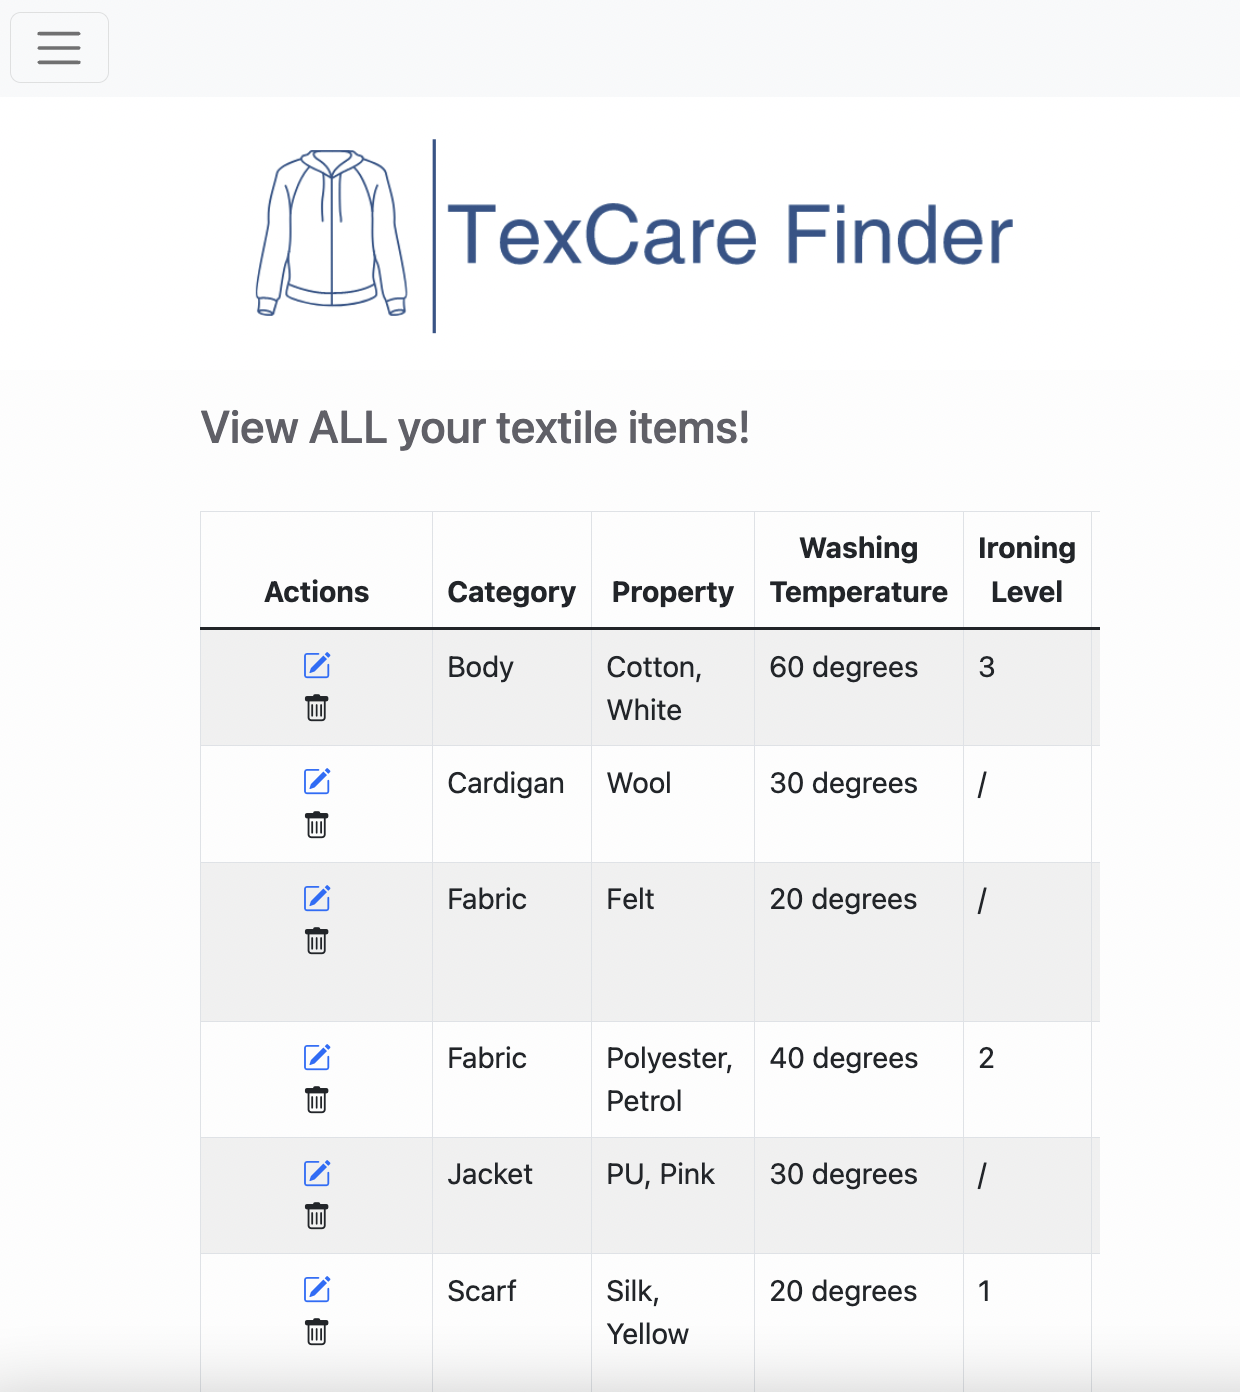 TexCare Finder
View ALL your textile items!
Actions Category Property Washing Temperature Ironing Level
Body Cotton, White 60 degrees 3
Cardigan Wool 30 degrees /
Fabric Felt 20 degrees /
Fabric Polyester, Petrol 40 degrees 2
Jacket PU, Pink 30 degrees /
Scarf Silk, Yellow 20 degrees 1